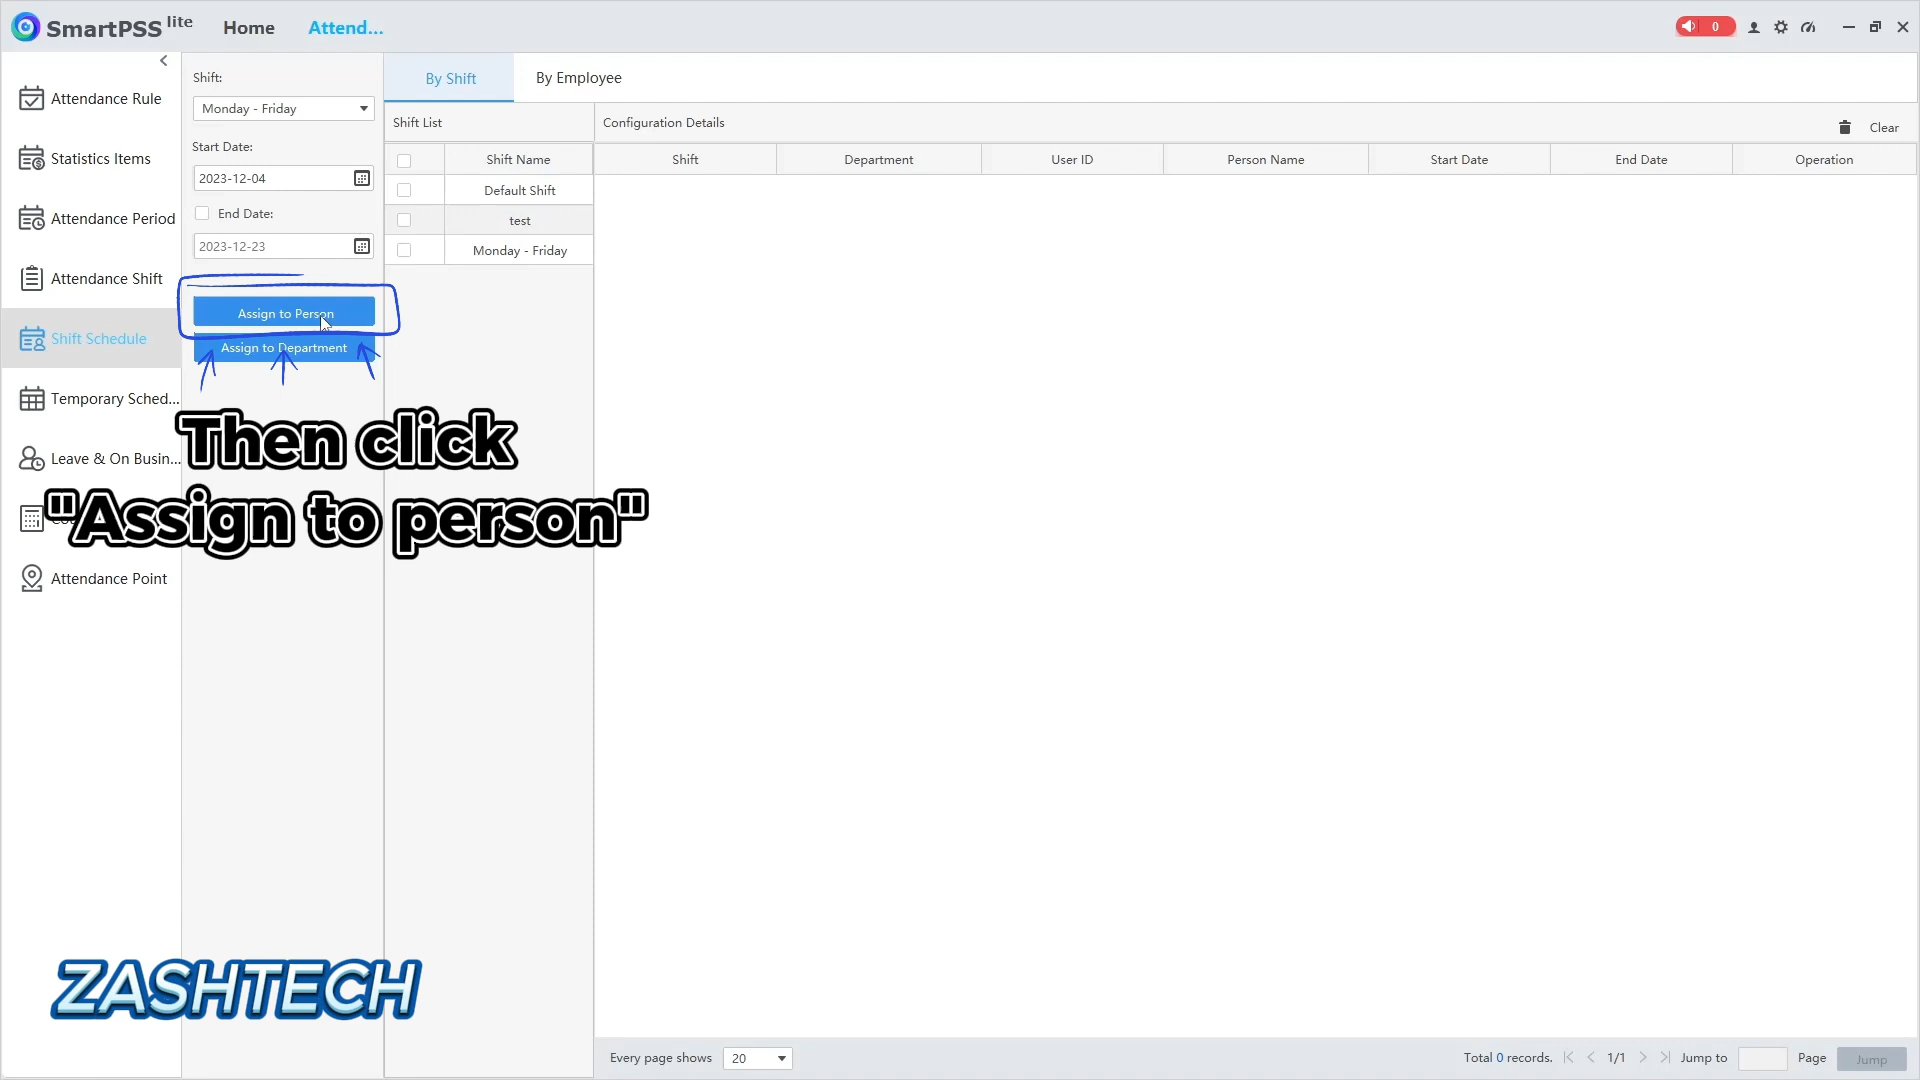 SmartPSS lite
Home
Attend...
0
Shift:
Monday - Friday
Start Date:
2023-12-04
End Date:
2023-12-23
Assign to Person
Assign to Department
Attendance Rule
Statistics Items
Attendance Period
Attendance Shift
Shift Schedule
Temporary Sched...
Leave & On Busin...
Attendance Point
By Shift
By Employee
Shift List
Configuration Details
Clear
Shift Name
Shift
Department
User ID
Person Name
Start Date
End Date
Operation
Default Shift
test
Monday - Friday
Then click
"Assign to person"
ZASHTECH
Every page shows
20
Total 0 records.
1/1
Jump to
Page
Jump